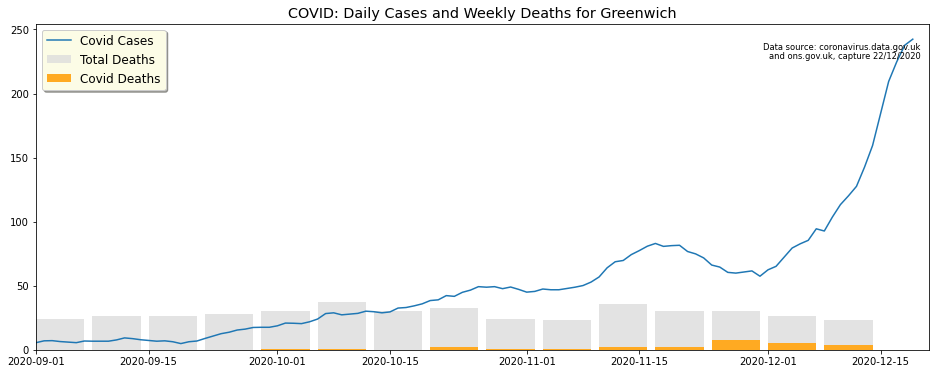 COVID: Daily Cases and Weekly Deaths for Greenwich
250
200
150
100
50
0
Covid Cases
Total Deaths
Covid Deaths
Data source: coronavirus.data.gov.uk
and ons.gov.uk, capture 22/12/2020
2020-09-01
2020-09-15
2020-10-01
2020-10-15
2020-11-01
2020-11-15
2020-12-01
2020-12-15